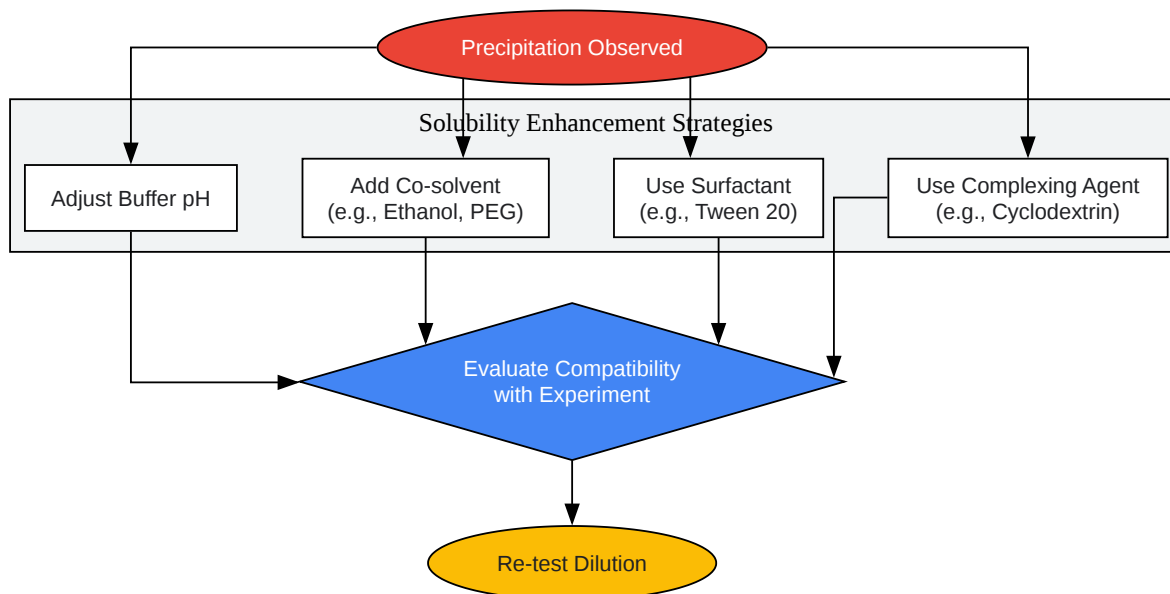 Precipitation Observed
Solubility Enhancement Strategies
Adjust Buffer pH
Add Co-solvent
(e.g., Ethanol, PEG)
Use Surfactant
(e.g., Tween 20)
Use Complexing Agent
(e.g., Cyclodextrin)
Evaluate Compatibility
with Experiment
Re-test Dilution